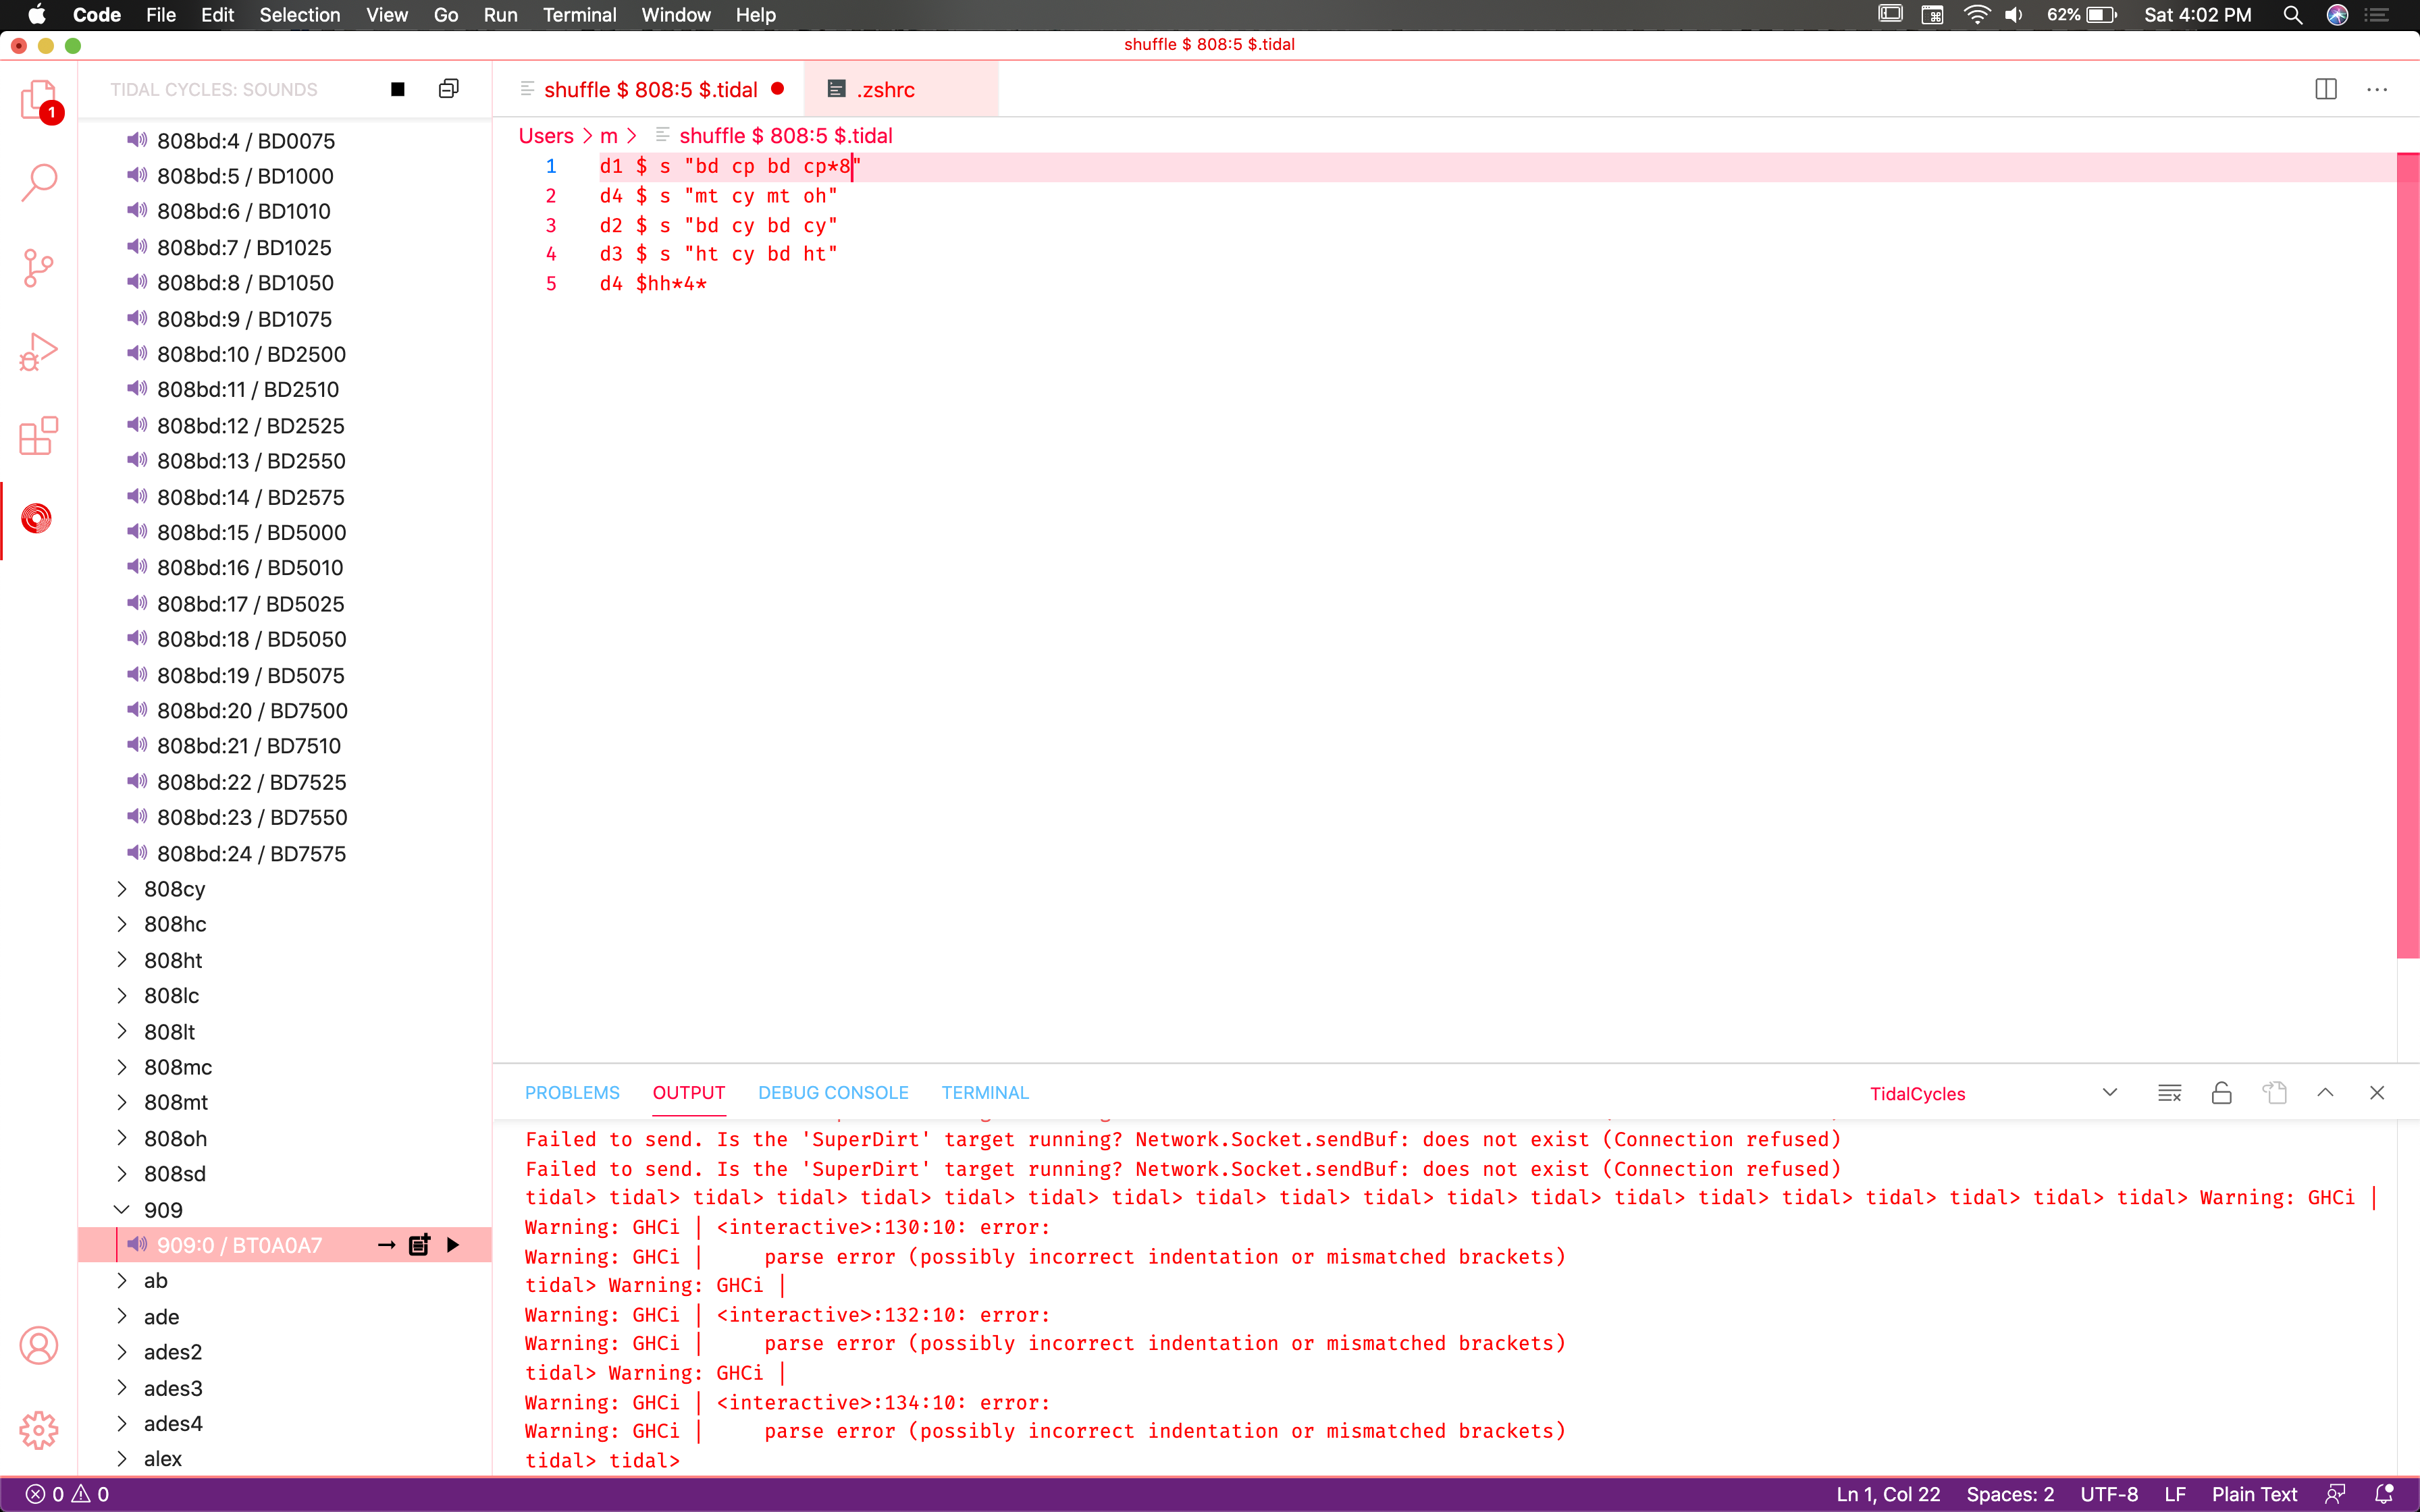 Code File Edit Selection View Go Run Terminal Window Help 62% Sat 4:02 PM
shuffle $ 808:5 $.tidal
1
TIDAL CYCLES: SOUNDS
808bd:4 / BD0075
808bd:5 / BD1000
808bd:6 / BD1010
808bd:7 / BD1025
808bd:8 / BD1050
808bd:9 / BD1075
808bd:10 / BD2500
808bd:11 / BD2510
808bd:12 / BD2525
808bd:13 / BD2550
808bd:14 / BD2575
808bd:15 / BD5000
808bd:16 / BD5010
808bd:17 / BD5025
808bd:18 / BD5050
808bd:19 / BD5075
808bd:20 / BD7500
808bd:21 / BD7510
808bd:22 / BD7525
808bd:23 / BD7550
808bd:24 / BD7575
808cy
808hc
808ht
808lc
808lt
808mc
808mt
808oh
808sd
909
909:0 / BT0A0A7
ab
ade
ades2
ades3
ades4
alex
shuffle $ 808:5 $.tidal .zshrc
Users > m > shuffle $ 808:5 $.tidal
1 d1 $ s "bd cp bd cp*8"
2 d4 $ s "mt cy mt oh"
3 d2 $ s "bd cy bd cy"
4 d3 $ s "ht cy bd ht"
5 d4 $hh*4*
PROBLEMS OUTPUT DEBUG CONSOLE TERMINAL TidalCycles
Failed to send. Is the 'SuperDirt' target running? Network.Socket.sendBuf: does not exist (Connection refused)
Failed to send. Is the 'SuperDirt' target running? Network.Socket.sendBuf: does not exist (Connection refused)
tidal> tidal> tidal> tidal> tidal> tidal> tidal> tidal> tidal> tidal> tidal> tidal> tidal> tidal> tidal> tidal> tidal> tidal> tidal> tidal> Warning: GHCi |
Warning: GHCi | <interactive>:130:10: error:
Warning: GHCi |     parse error (possibly incorrect indentation or mismatched brackets)
tidal> Warning: GHCi |
Warning: GHCi | <interactive>:132:10: error:
Warning: GHCi |     parse error (possibly incorrect indentation or mismatched brackets)
tidal> Warning: GHCi |
Warning: GHCi | <interactive>:134:10: error:
Warning: GHCi |     parse error (possibly incorrect indentation or mismatched brackets)
tidal> tidal>
0 0 Ln 1, Col 22 Spaces: 2 UTF-8 LF Plain Text